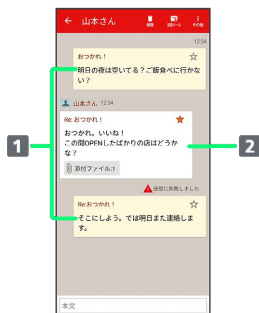 山本さん
削除
その他
12:34
おつかれ！
明日の夜は空いてる？ご飯食べに行かな
い？
山本さん 12:34
Re: おつかれ！
おつかれ。いいね！
この間OPENしたばかりの店はどうか
な？
添付ファイル:1
送信に失敗しました
Re:おつかれ！
そこにしよう。では明日また連絡しま
す。
本文
1
2